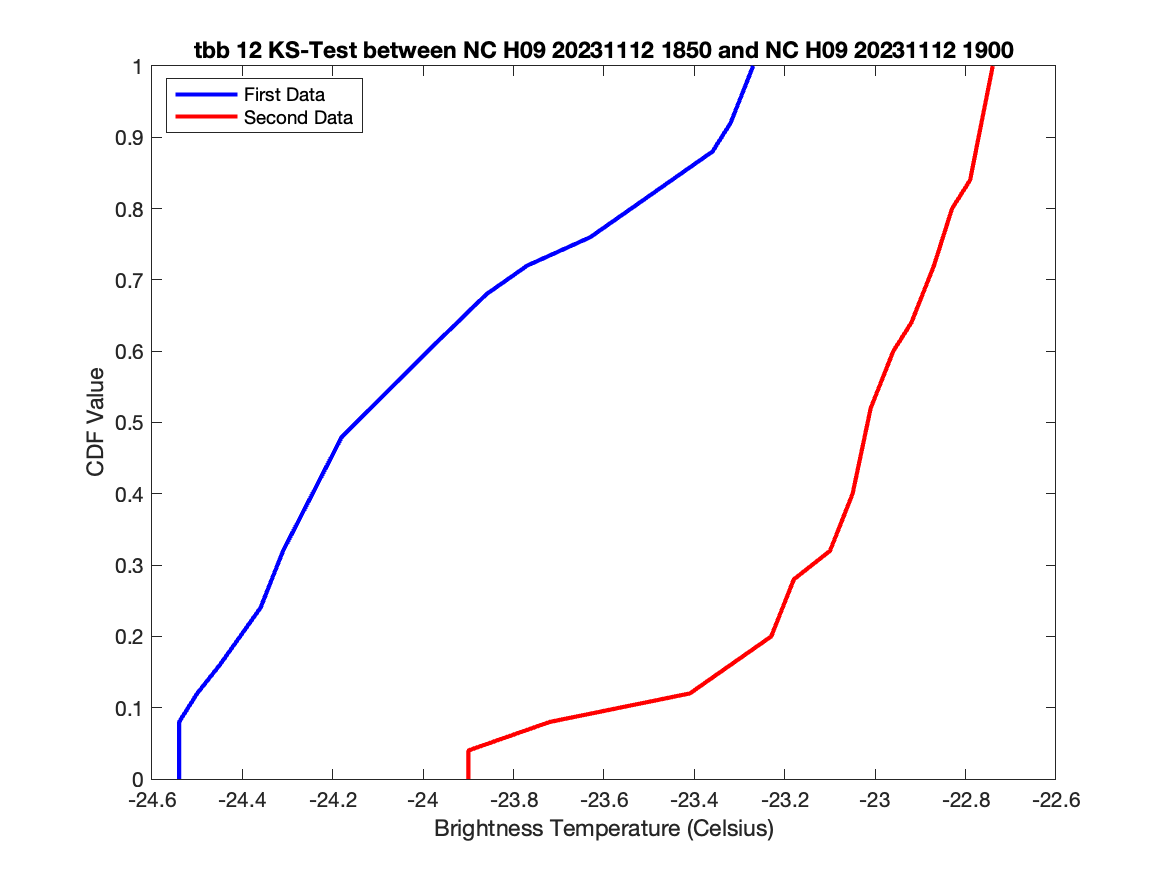 tbb 12 KS-Test between NC H09 20231112 1850 and NC H09 20231112 1900
First Data
Second Data
CDF Value
1
0.9
0.8
0.7
0.6
0.5
0.4
0.3
0.2
0.1
0
-24.6 -24.4 -24.2 -24 -23.8 -23.6 -23.4 -23.2 -23 -22.8 -22.6
Brightness Temperature (Celsius)